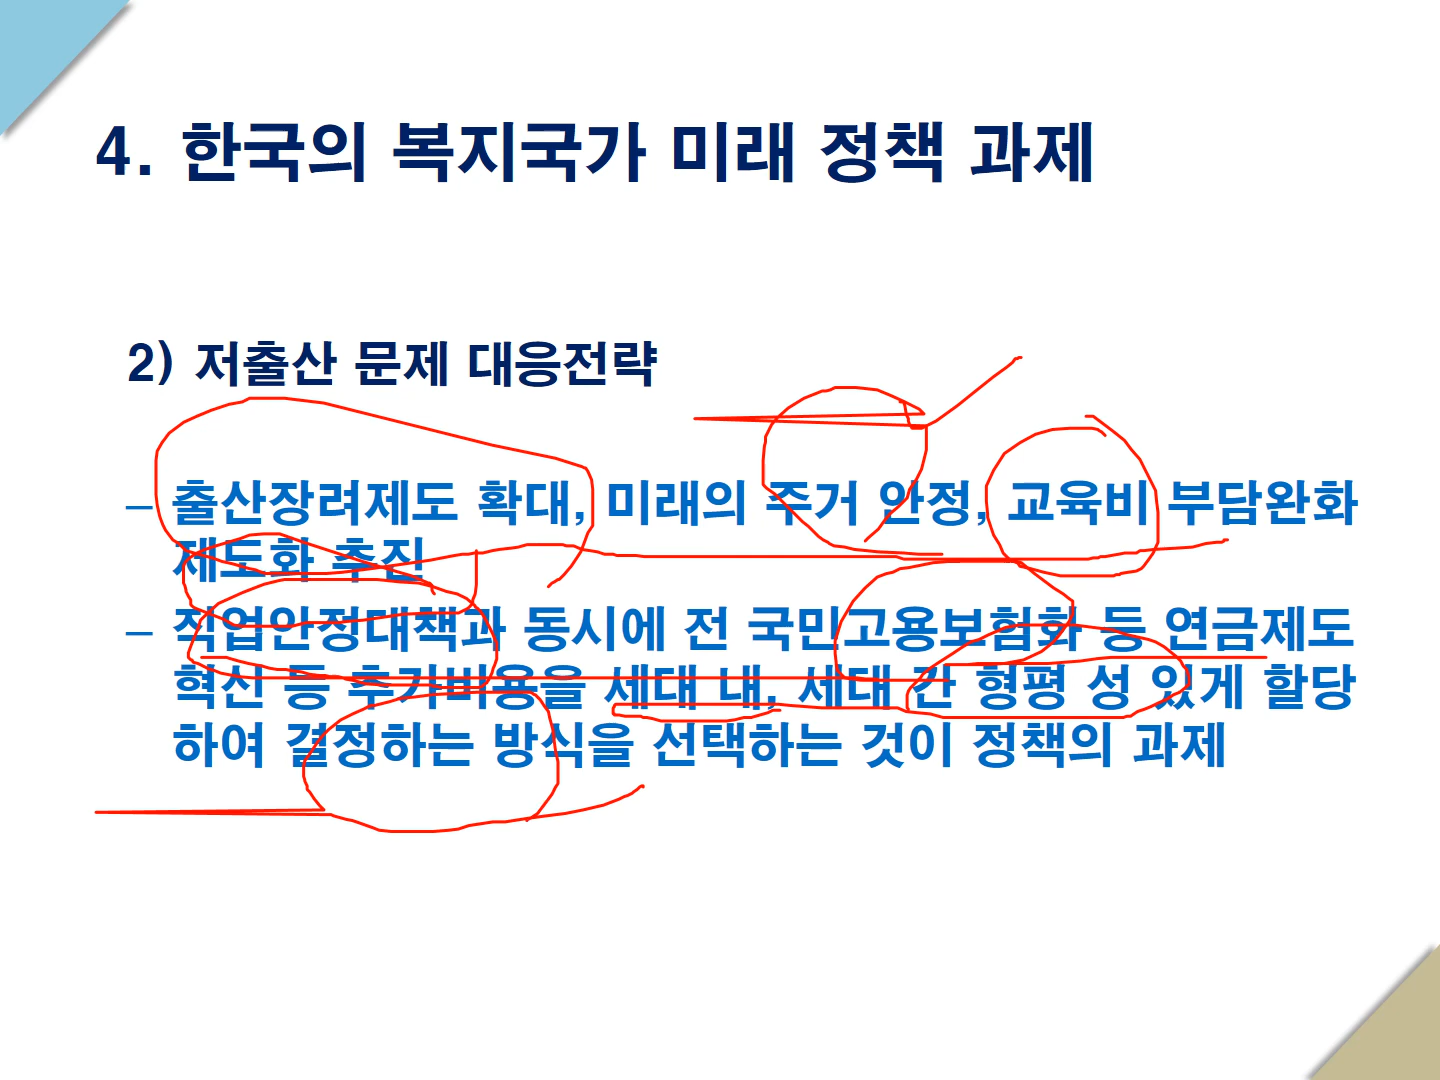 4. 한국의 복지국가 미래 정책 과제
2) 저출산 문제 대응전략
– 출산장려제도 확대, 미래의 주거 안정, 교육비 부담완화
제도화 추진
– 직업안정대책과 동시에 전 국민고용보험화 등 연금제도
혁신 등 추가비용을 세대 내, 세대 간 형평 성 있게 할당
하여 결정하는 방식을 선택하는 것이 정책의 과제